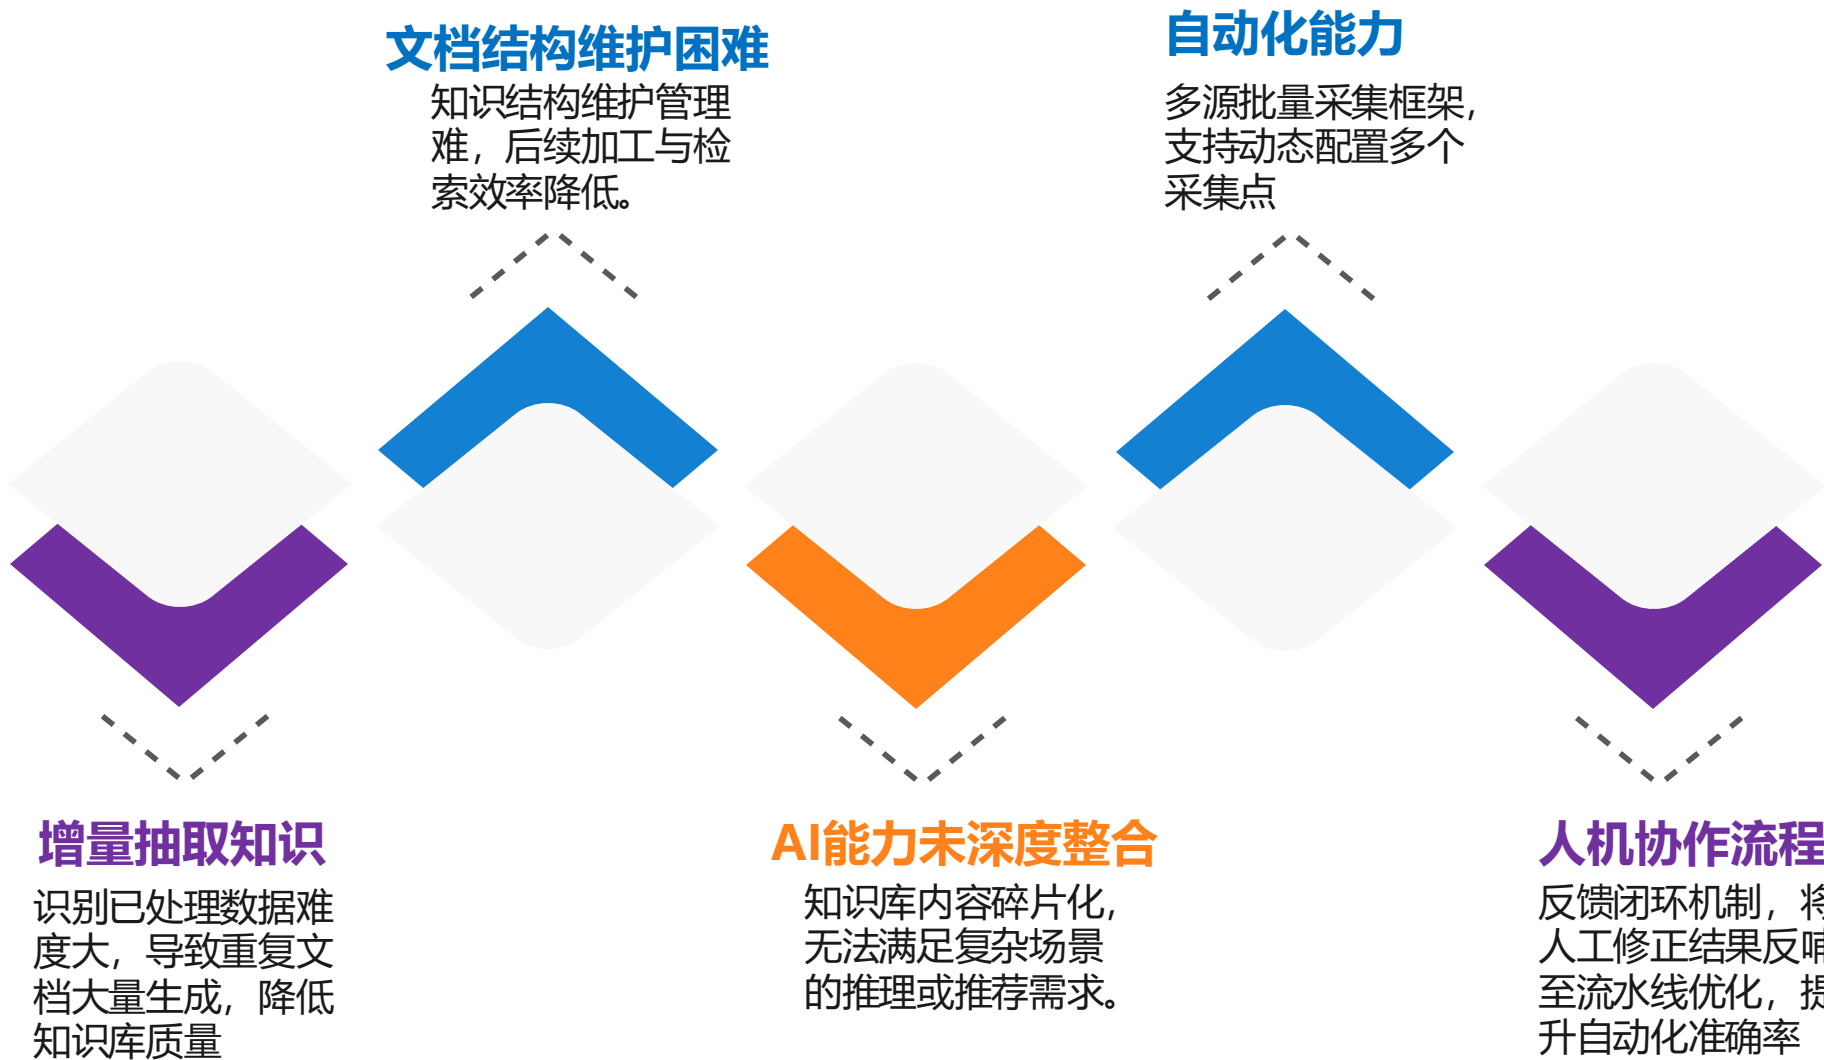 文档结构维护困难
知识结构维护管理
难，后续加工与检
索效率降低。
自动化能力
多源批量采集框架，
支持动态配置多个
采集点
增量抽取知识
识别已处理数据难
度大，导致重复文
档大量生成，降低
知识库质量
AI能力未深度整合
知识库内容碎片化，
无法满足复杂场景
的推理或推荐需求。
人机协作流程
反馈闭环机制，将
人工修正结果反哺
至流水线优化，提
升自动化准确率